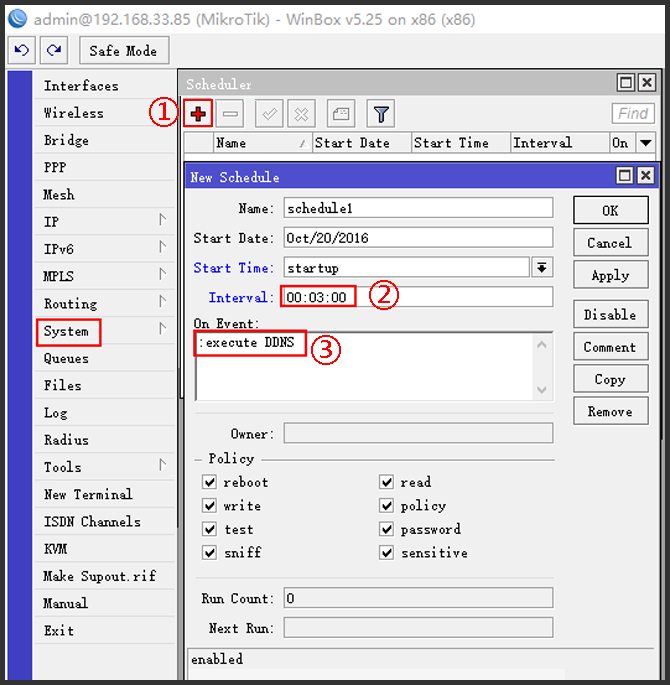 admin@192.168.33.85 (MikroTik) - WinBox v5.25 on x86 (x86)
Safe Mode
Interfaces
Wireless
Bridge
PPP
Mesh
IP
IPv6
MPLS
Routing
System
Queues
Files
Log
Radius
Tools
New Terminal
ISDN Channels
KVM
Make Supout.rif
Manual
Exit
Scheduler
①
Find
Name / Start Date Start Time Interval On
New Schedule
Name: schedule1
OK
Start Date: Oct/20/2016
Cancel
Start Time: startup
Apply
Interval: 00:03:00 ②
Disable
On Event:
:execute DDNS ③
Comment
Copy
Remove
Owner:
Policy
reboot read
write policy
test password
sniff sensitive
Run Count: 0
Next Run:
enabled